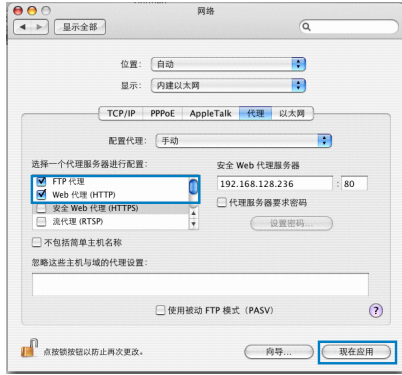 网络
显示全部
位置: 自动
显示: 内建以太网
TCP/IP PPPoE AppleTalk 代理 以太网
配置代理: 手动
选择一个代理服务器进行配置:
安全 Web 代理服务器
FTP 代理
192.168.128.236 : 80
Web 代理 (HTTP)
安全 Web 代理 (HTTPS)
代理服务器要求密码
流代理 (RTSP)
设置密码...
不包括简单主机名称
忽略这些主机与域的代理设置:
使用被动 FTP 模式 (PASV)
?
点按锁按钮以防止再次更改。
向导...
现在应用